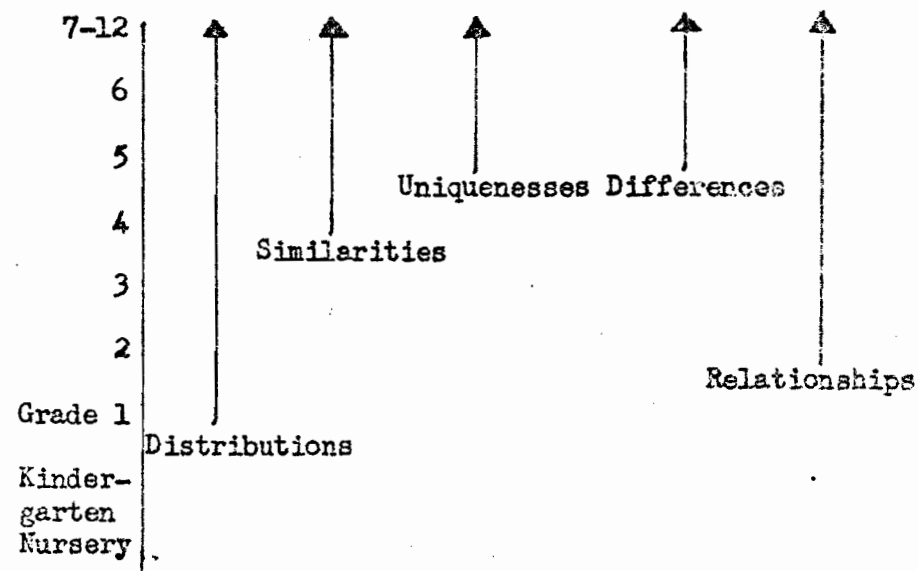 7-12
6
5
Uniquenesses Differences
4
Similarities
3
2
Relationships
Grade 1
Distributions
Kinder-
garten
Nursery